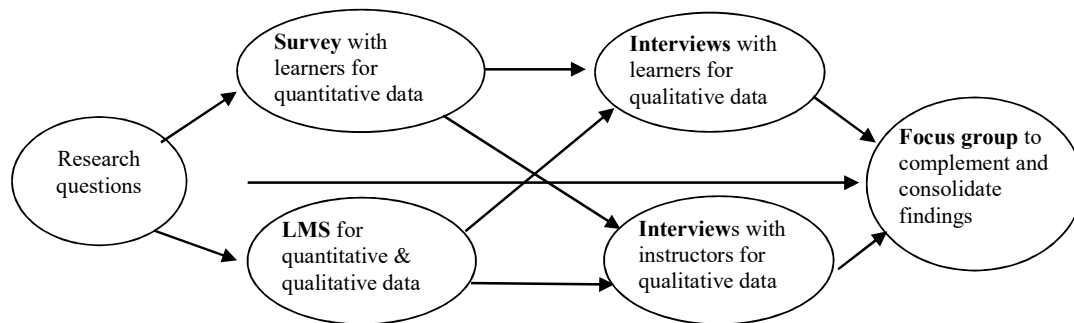 Research
questions
Survey with
learners for
quantitative data
LMS for
quantitative &
qualitative data
Interviews with
learners for
qualitative data
Interviews with
instructors for
qualitative data
Focus group to
complement and
consolidate
findings